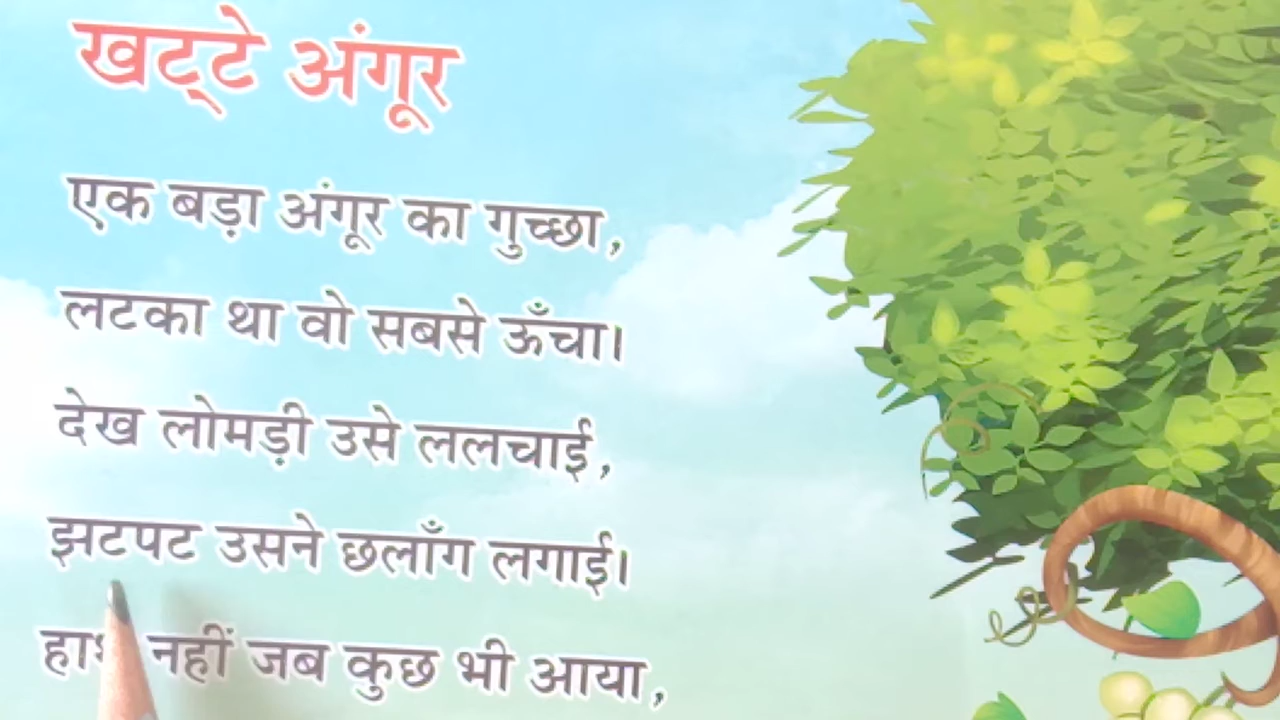 खट्टे अंगूर
एक बड़ा अंगूर का गुच्छा,
लटका था वो सबसे ऊँचा।
देख लोमड़ी उसे ललचाई,
झटपट उसने छलाँग लगाई।
नहीं जब कुछ भी आया,